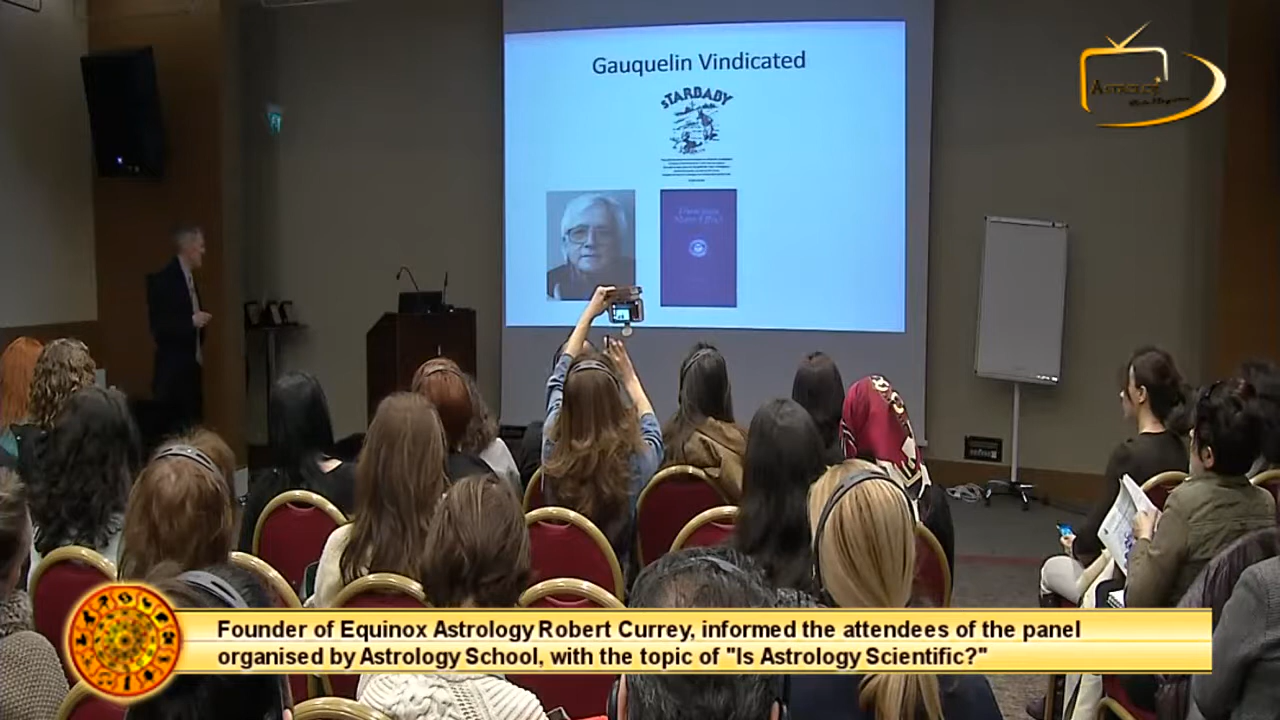 Gauquelin Vindicated
STARBABY
Founder of Equinox Astrology Robert Currey, informed the attendees of the panel
organised by Astrology School, with the topic of "Is Astrology Scientific?"